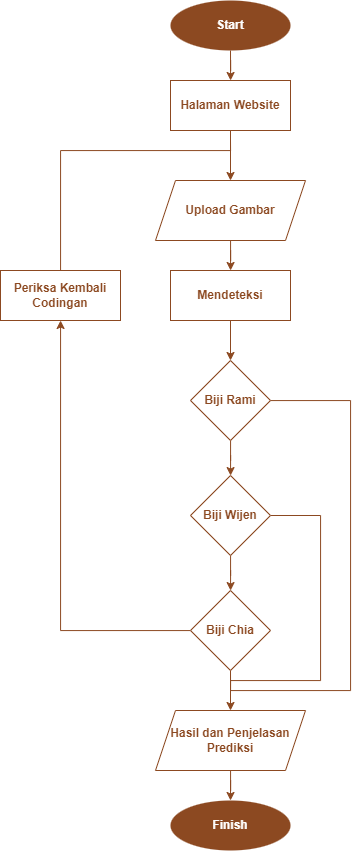 Start
Halaman Website
Upload Gambar
Periksa Kembali
Codingan
Mendeteksi
Biji Rami
Biji Wijen
Biji Chia
Hasil dan Penjelasan
Prediksi
Finish